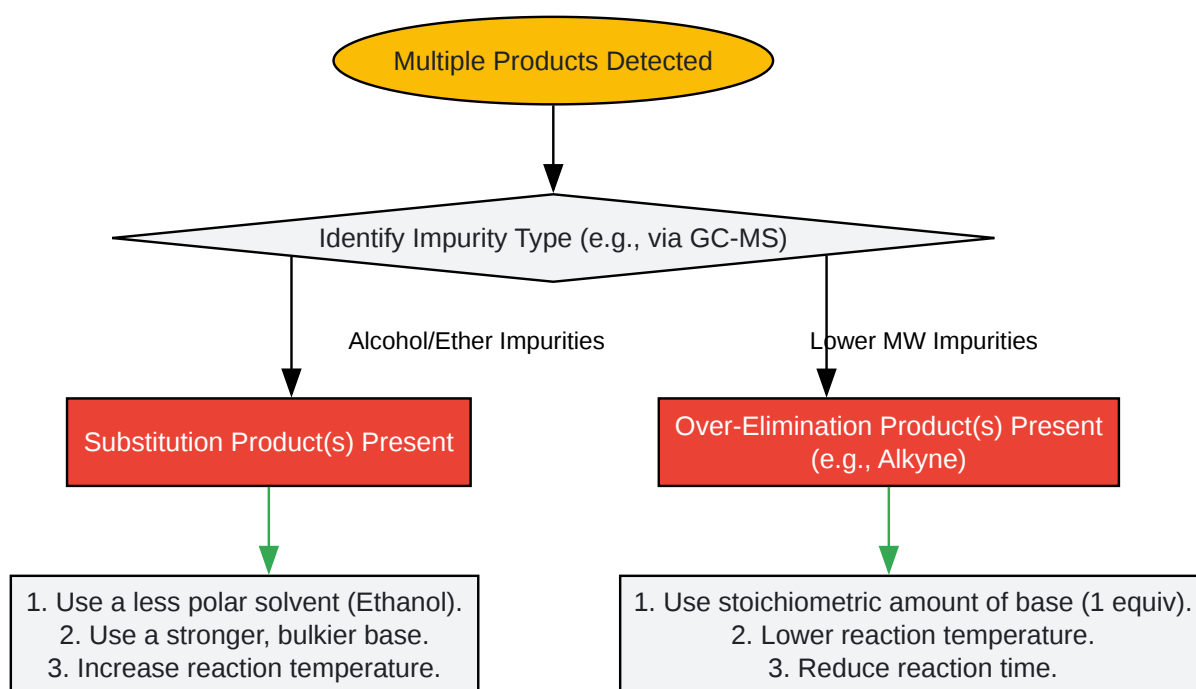 Multiple Products Detected
Identify Impurity Type (e.g., via GC-MS)
Alcohol/Ether Impurities
Lower MW Impurities
Substitution Product(s) Present
Over-Elimination Product(s) Present
(e.g., Alkyne)
1. Use a less polar solvent (Ethanol).
2. Use a stronger, bulkier base.
3. Increase reaction temperature.
1. Use stoichiometric amount of base (1 equiv).
2. Lower reaction temperature.
3. Reduce reaction time.